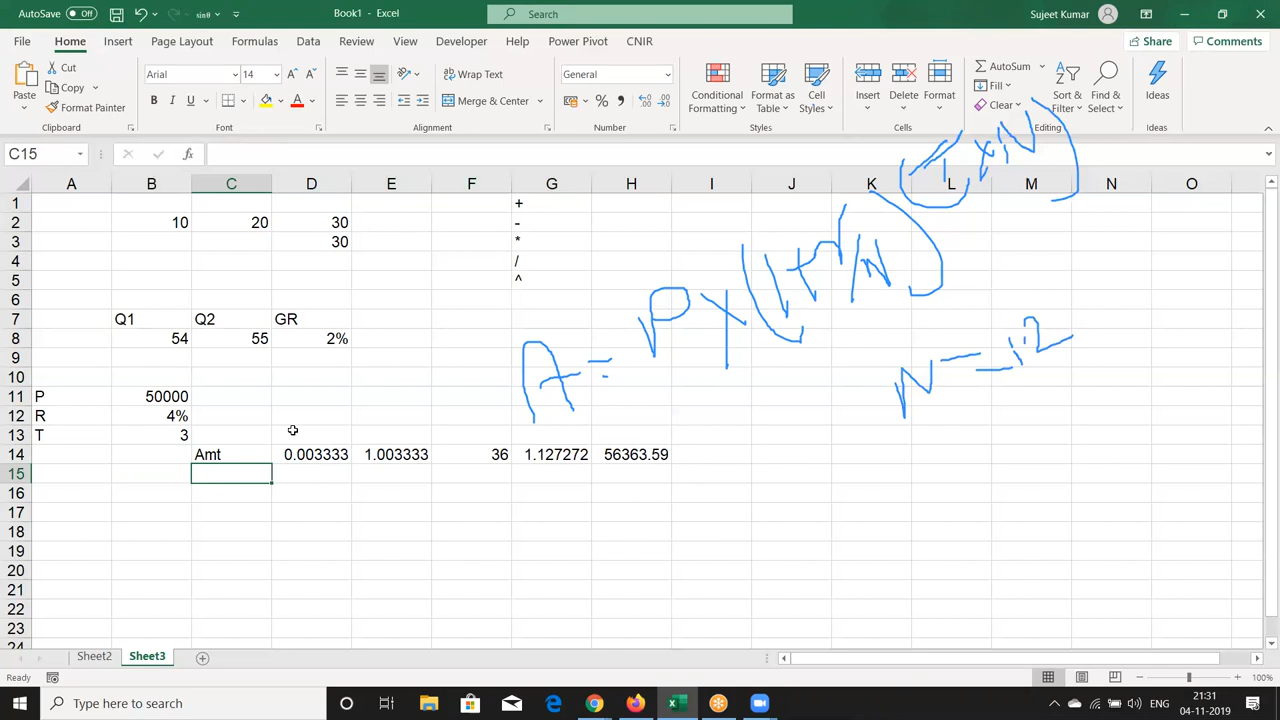 AutoSave Off sinθ Book1 - Excel Search Sujeet Kumar
File Home Insert Page Layout Formulas Data Review View Developer Help Power Pivot CNIR Share Comments
Paste Cut Copy Format Painter
Arial 14 B I U A
Wrap Text Merge & Center
General % ,
Conditional Formatting Format as Table Cell Styles
Insert Delete Format
AutoSum Fill Clear Sort & Filter Find & Select Ideas
Clipboard Font Alignment Number Styles Cells Editing Ideas
C15 fx
A B C D E F G H I J K L M N O
1 +
2 10 20 30 -
3 30 *
4 /
5 ^
6
7 Q1 Q2 GR
8 54 55 2%
9
10
11 P 50000
12 R 4%
13 T 3
14 Amt 0.003333 1.003333 36 1.127272 56363.59
15
16
17
18
19
20
21
22
23
24
A = P x (1+r/N)
N = 12
Sheet2 Sheet3
Ready 100%
Type here to search ENG 21:31
04-11-2019